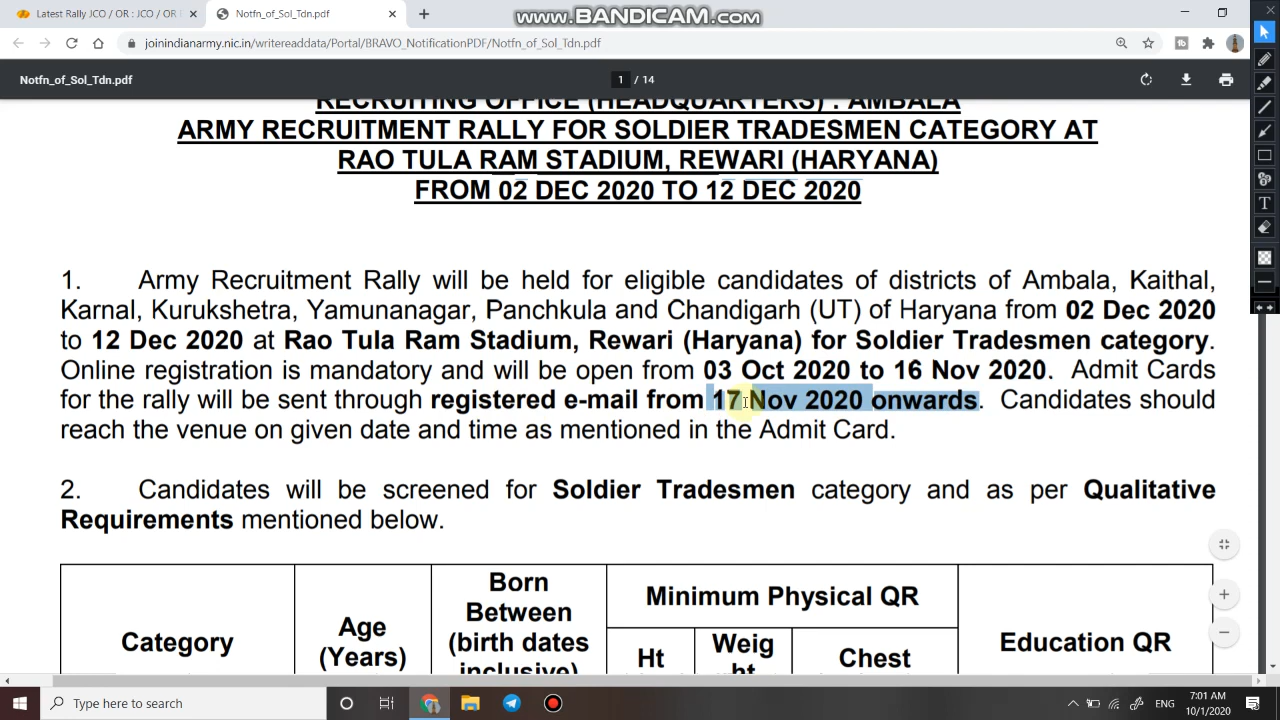 Latest Rally JCO / OR : JCO / OR
Notfn_of_Sol_Tdn.pdf
www.BANDICAM.com
joinindianarmy.nic.in/writereaddata/Portal/BRAVO_NotificationPDF/Notfn_of_Sol_Tdn.pdf
Notfn_of_Sol_Tdn.pdf
1 / 14
RECRUITING OFFICE (HEADQUARTERS) : AMBALA
ARMY RECRUITMENT RALLY FOR SOLDIER TRADESMEN CATEGORY AT
RAO TULA RAM STADIUM, REWARI (HARYANA)
FROM 02 DEC 2020 TO 12 DEC 2020
1. Army Recruitment Rally will be held for eligible candidates of districts of Ambala, Kaithal,
Karnal, Kurukshetra, Yamunanagar, Panchkula and Chandigarh (UT) of Haryana from 02 Dec 2020
to 12 Dec 2020 at Rao Tula Ram Stadium, Rewari (Haryana) for Soldier Tradesmen category.
Online registration is mandatory and will be open from 03 Oct 2020 to 16 Nov 2020. Admit Cards
for the rally will be sent through registered e-mail from 17 Nov 2020 onwards. Candidates should
reach the venue on given date and time as mentioned in the Admit Card.
2. Candidates will be screened for Soldier Tradesmen category and as per Qualitative
Requirements mentioned below.
Category
Age
(Years)
Born
Between
(birth dates
inclusive)
Minimum Physical QR
Ht
Weig
ht
Chest
Education QR
Type here to search
ENG
7:01 AM
10/1/2020